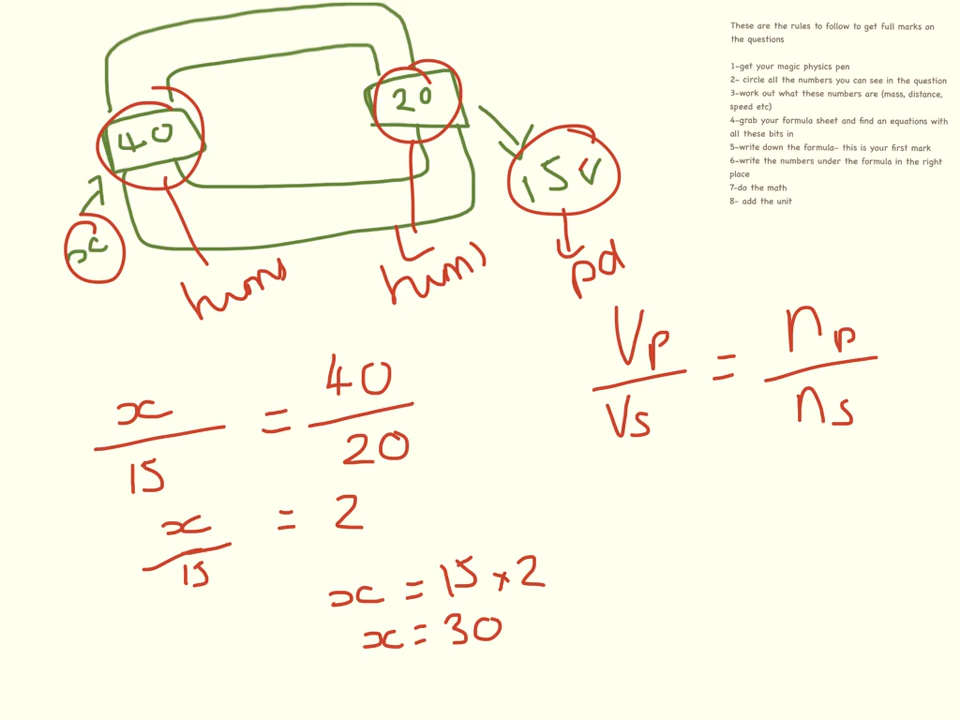 These are the rules to follow to get full marks on
the questions
1-get your magic physics pen
2- circle all the numbers you can see in the question
3-work out what these numbers are (mass, distance,
speed etc)
4-grab your formula sheet and find an equations with
all these bits in
5-write down the formula- this is your first mark
6-write the numbers under the formula in the right
place
7-do the math
8- add the unit
40
20
15V
x
pd
Vp/Vs = np/ns
x/15 = 40/20
x/15 = 2
x = 15 x 2
x = 30